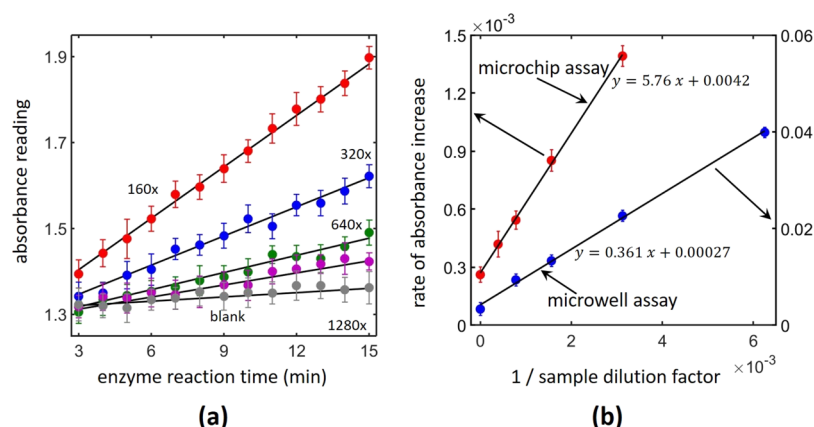 1.9
1.7
1.5
1.3
absorbance reading
160x
320x
640x
blank
1280x
3 6 9 12 15
enzyme reaction time (min)
(a)
×10⁻³
1.5
1.2
0.9
0.6
0.3
0
rate of absorbance increase
microchip assay
y = 5.76 x + 0.0042
y = 0.361 x + 0.00027
microwell assay
0.06
0.04
0.02
0
0 2 4 6
×10⁻³
1 / sample dilution factor
(b)